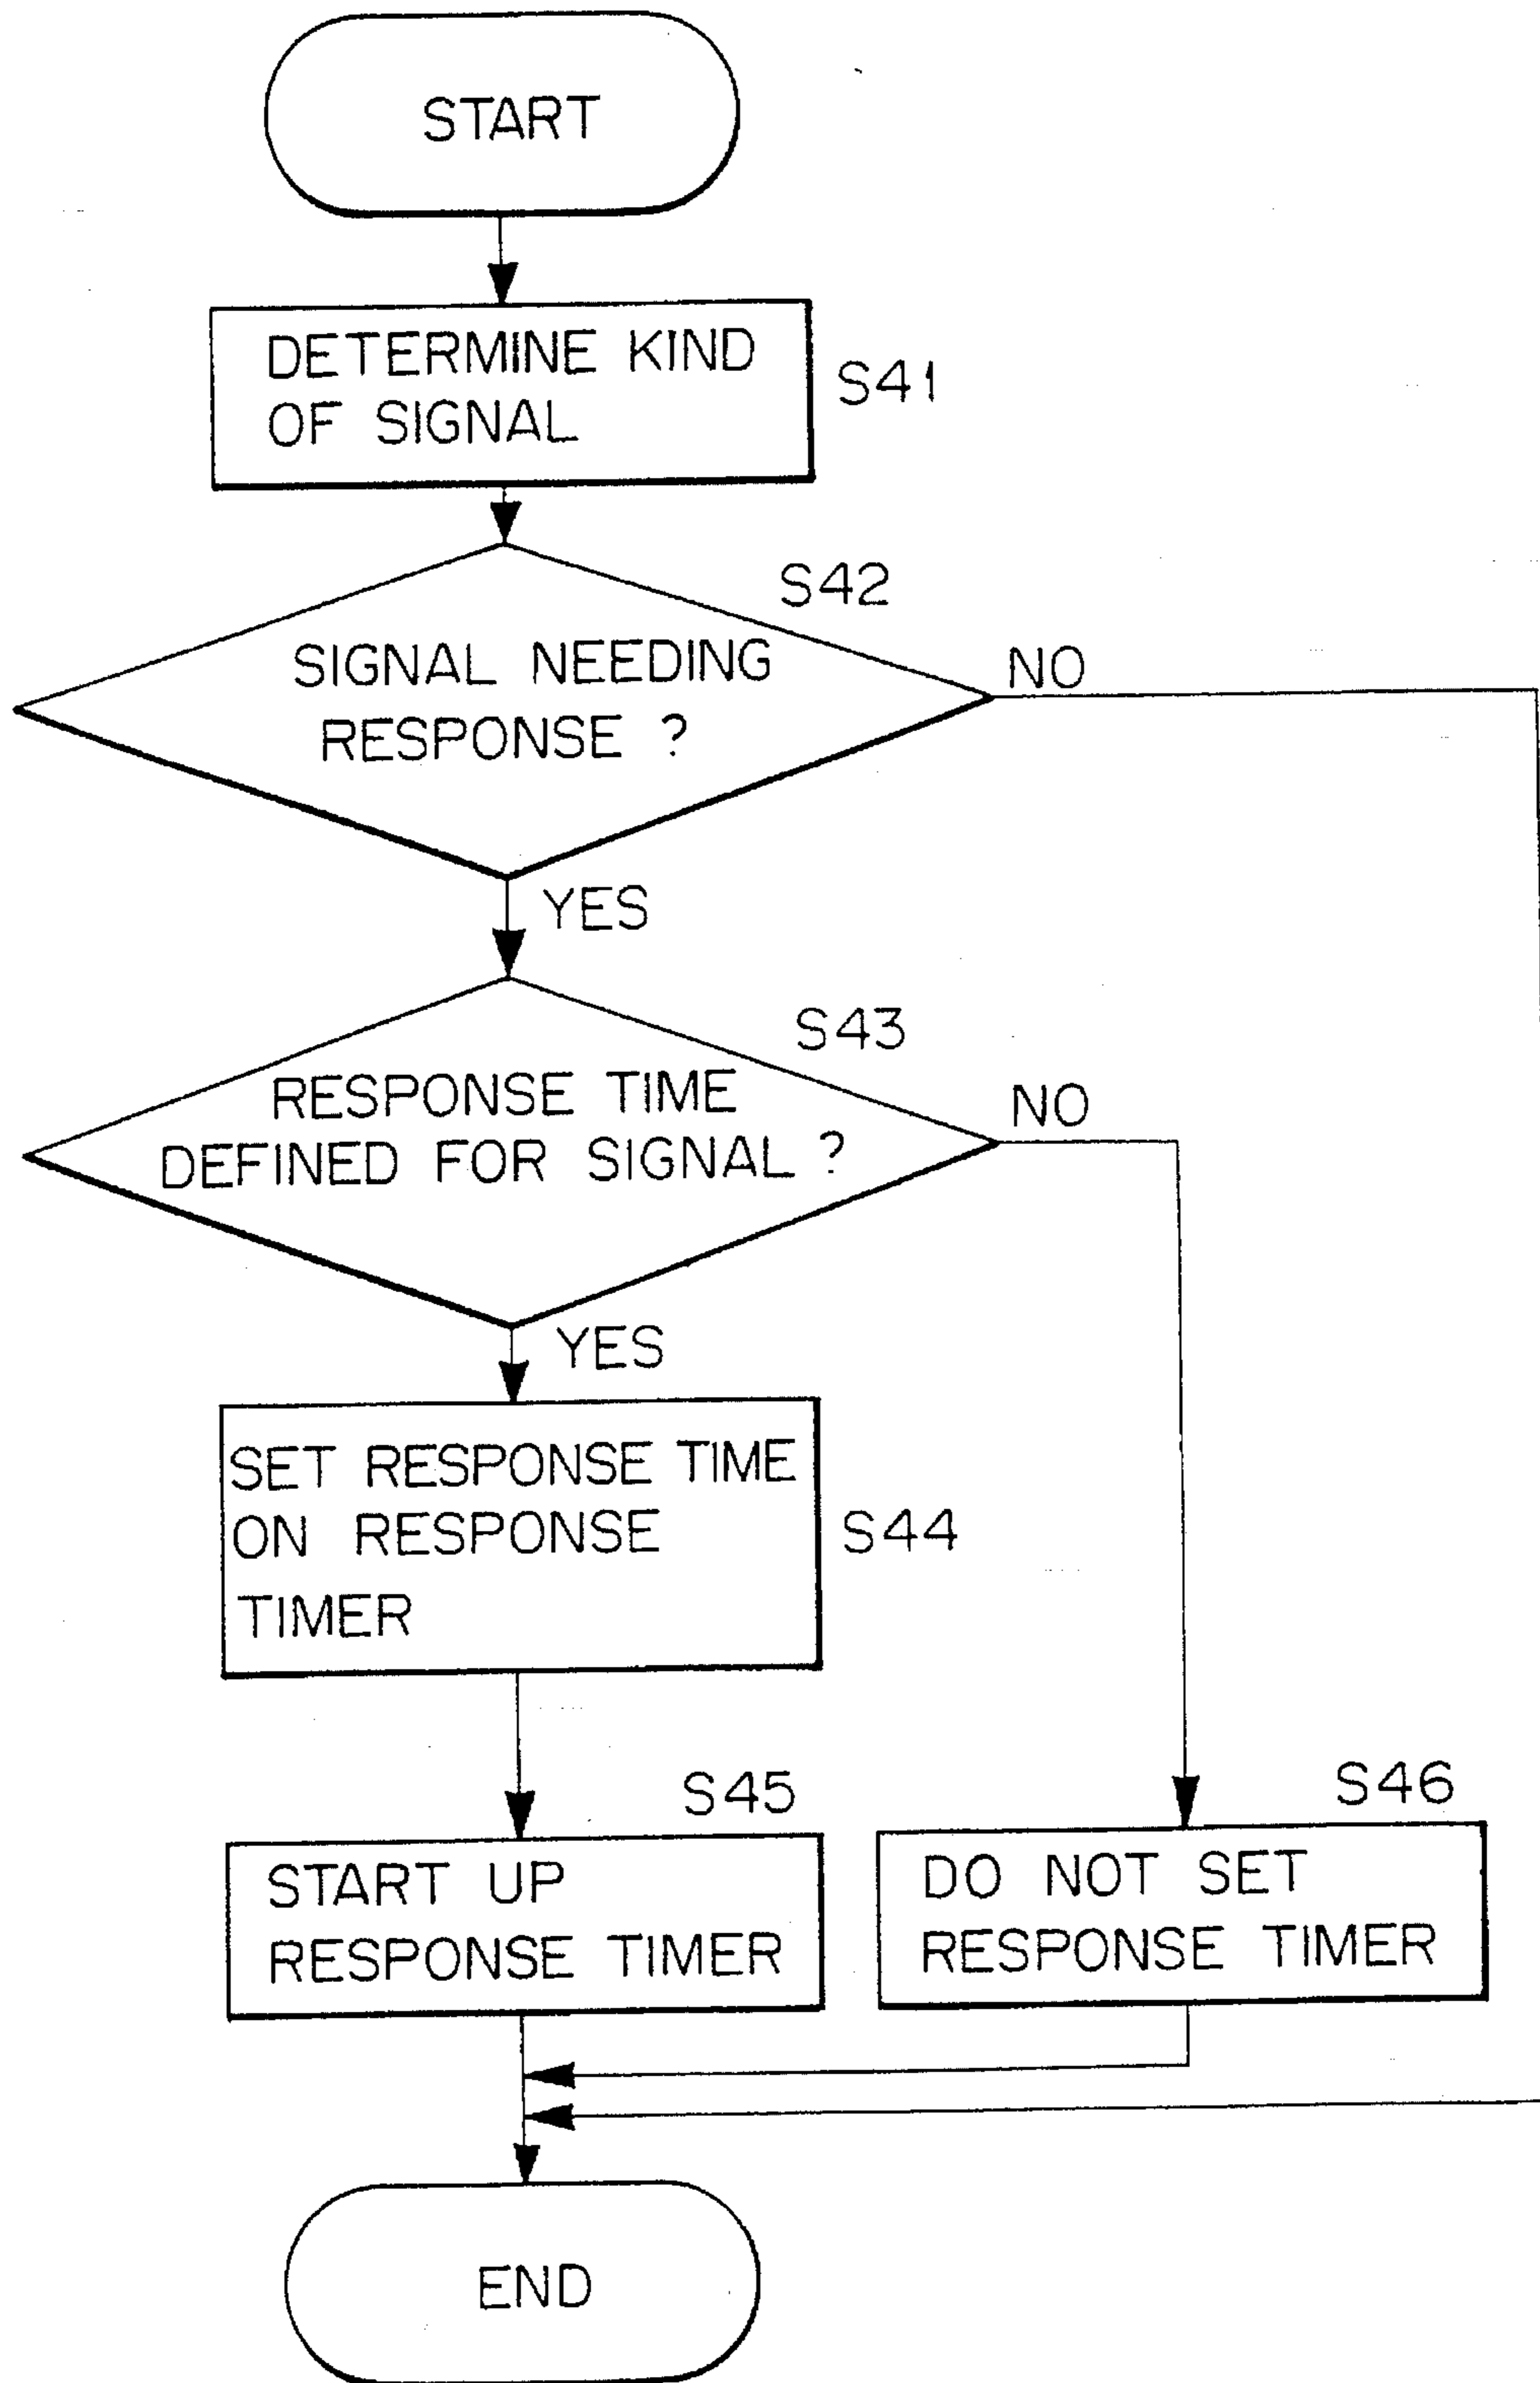 START
DETERMINE KIND
OF SIGNAL
S41
S42
SIGNAL NEEDING
RESPONSE ?
NO
YES
S43
RESPONSE TIME
DEFINED FOR SIGNAL ?
NO
YES
SET RESPONSE TIME
ON RESPONSE
TIMER
S44
S45
START UP
RESPONSE TIMER
S46
DO NOT SET
RESPONSE TIMER
END